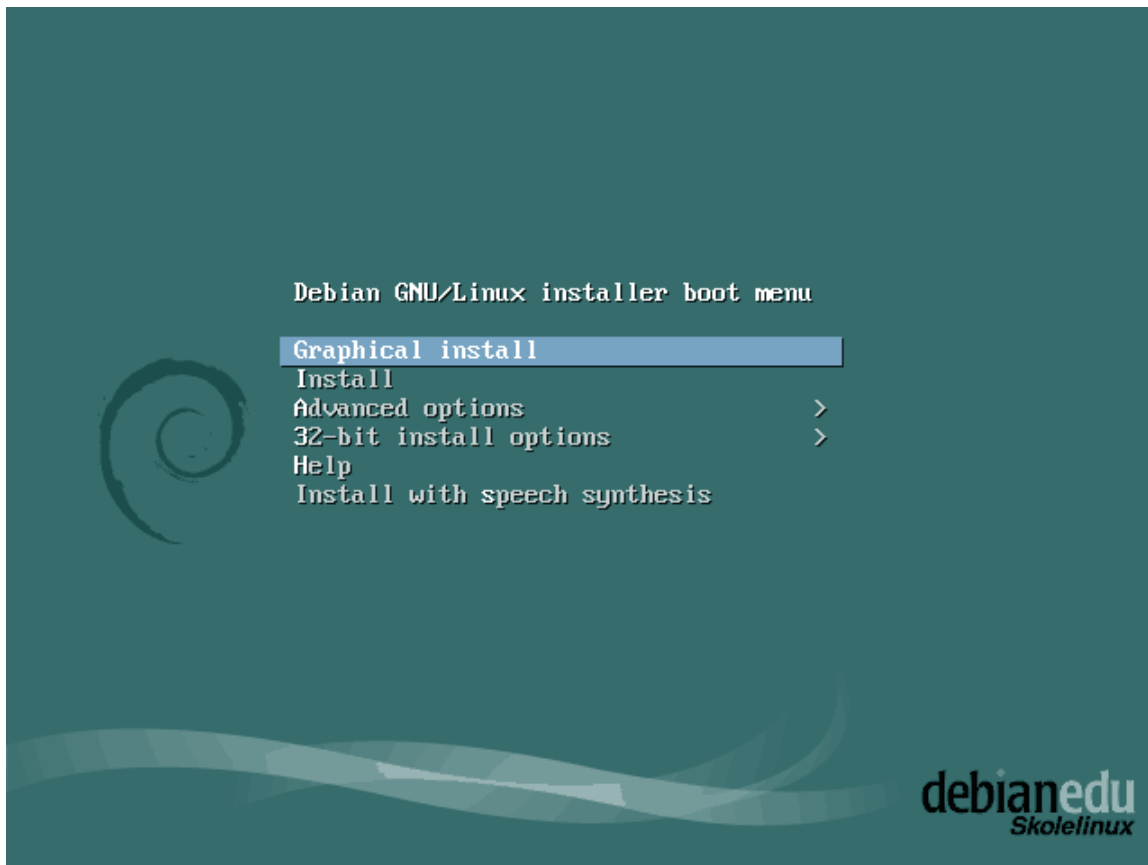 Debian GNU/Linux installer boot menu
Graphical install
Install
Advanced options >
32-bit install options >
Help
Install with speech synthesis
debianedu
Skolelinux